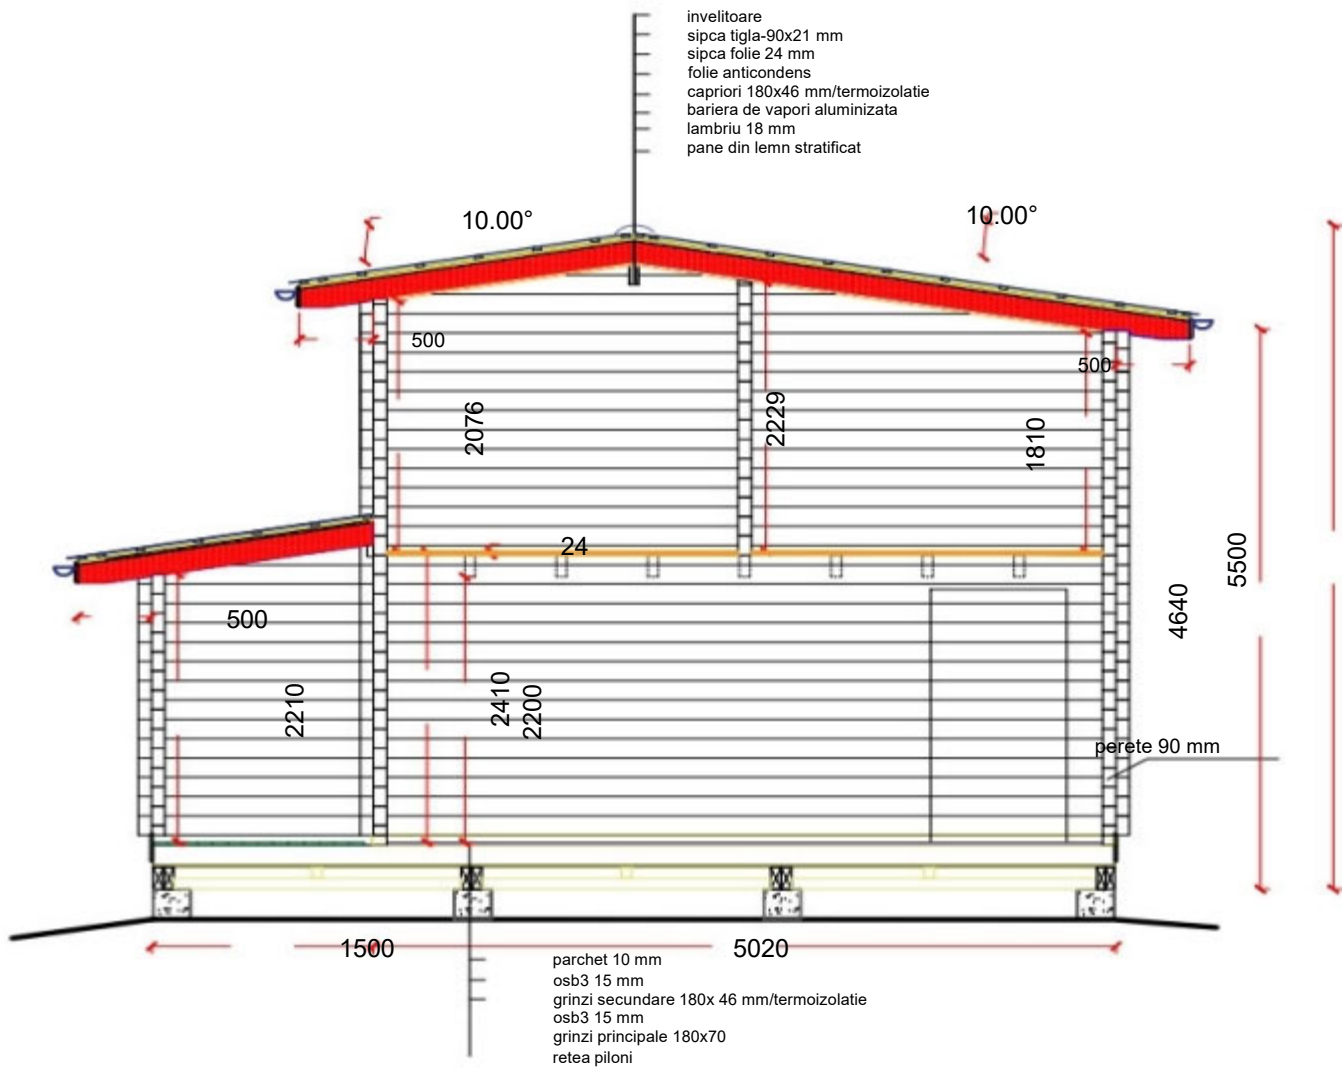 invelitoare
sipca tigla-90x21 mm
sipca folie 24 mm
folie anticondens
capriori 180x46 mm/termoizolatie
bariera de vapori aluminizata
lambriu 18 mm
pane din lemn stratificat
10.00°
10.00°
500
500
2076
2229
1810
24
5500
4640
500
2210
2410
2200
perete 90 mm
1500
5020
parchet 10 mm
osb3 15 mm
grinzi secundare 180x 46 mm/termoizolatie
osb3 15 mm
grinzi principale 180x70
retea piloni